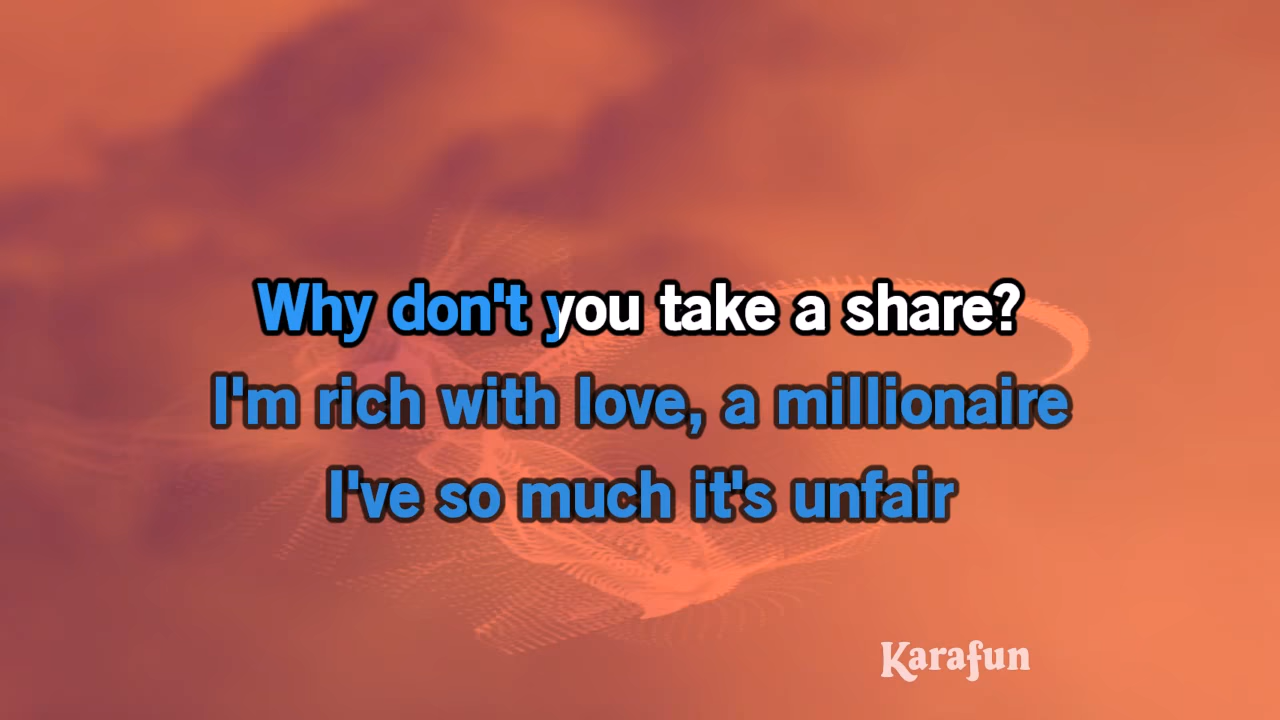 Why don't you take a share?
I'm rich with love, a millionaire
I've so much it's unfair
Karafun